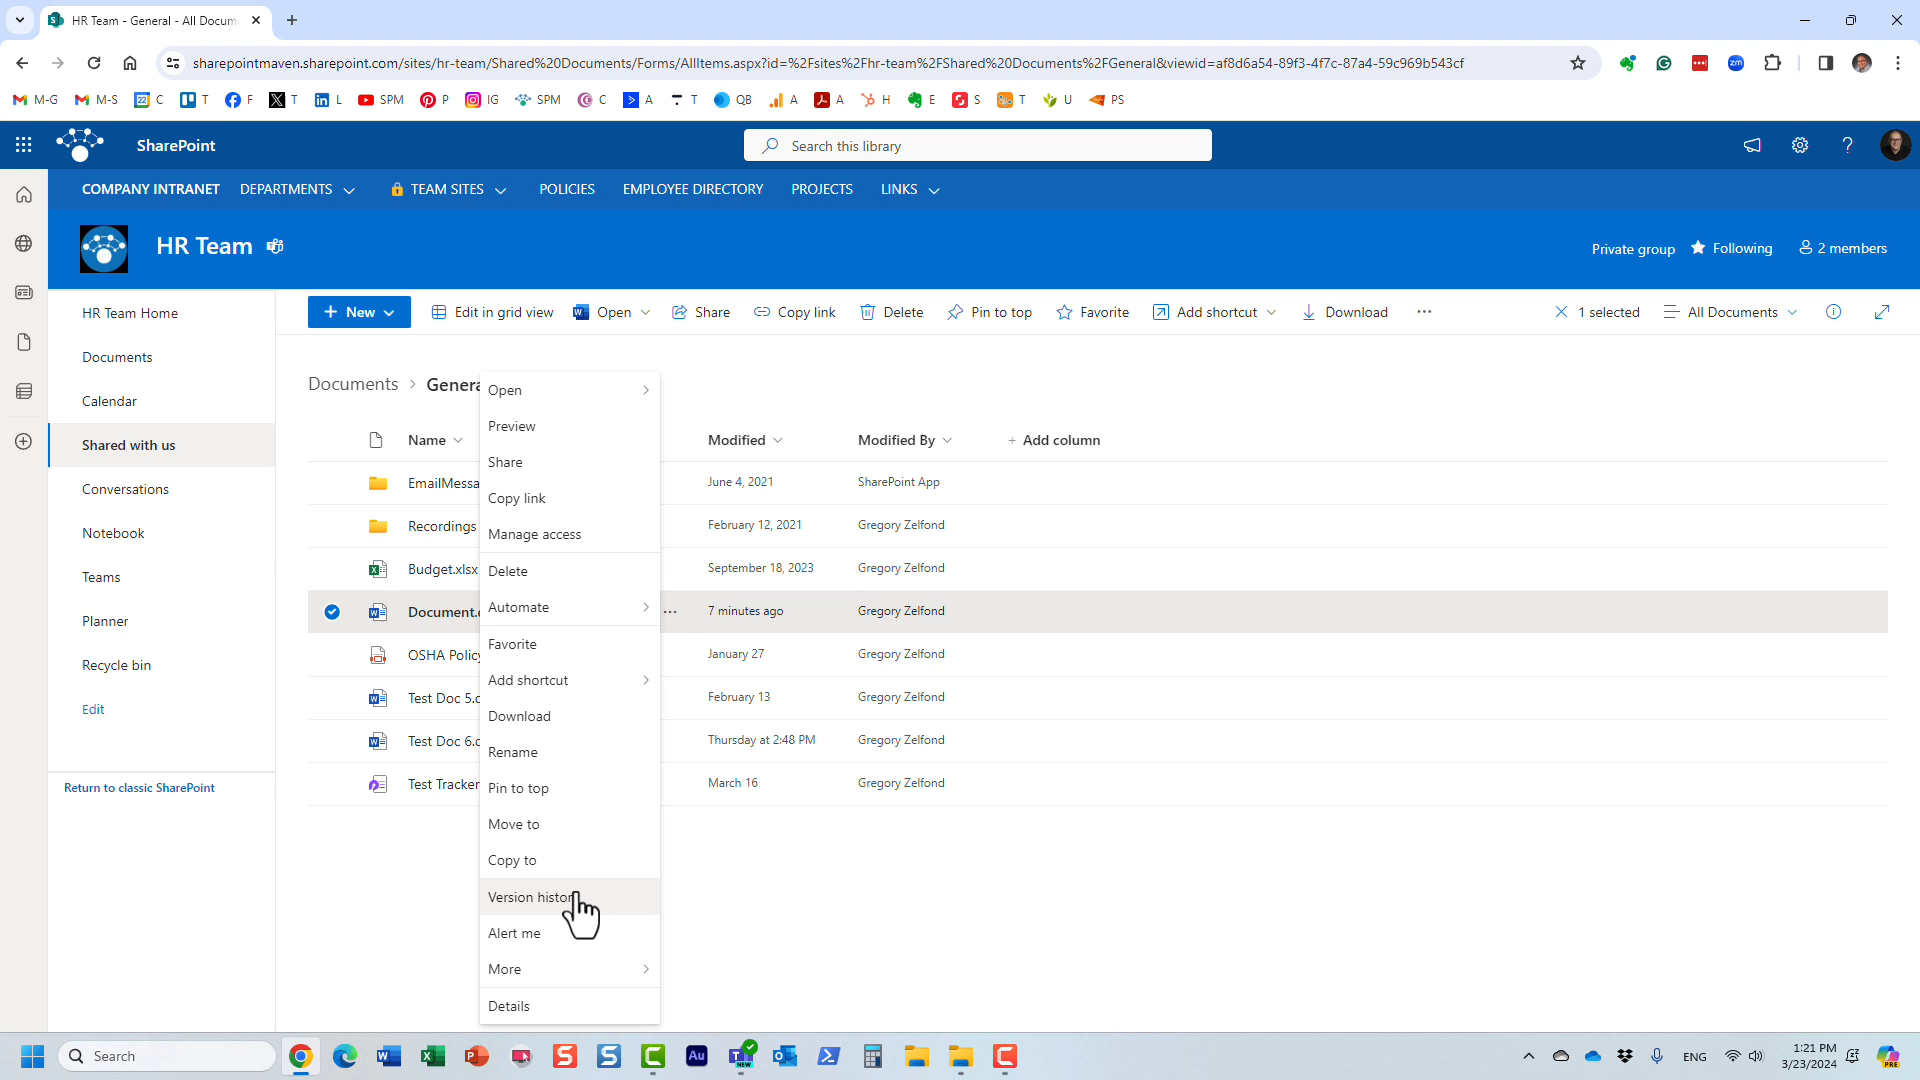 HR Team - General - All Docum
sharepointmaven.sharepoint.com/sites/hr-team/Shared%20Documents/Forms/AllItems.aspx?id=%2Fsites%2Fhr-team%2FShared%20Documents%2FGeneral&viewid=af8d6a54-89f3-4f7c-87a4-59c969b543cf
M-G M-S C T F T L SPM P IG SPM C A T QB A A H E S T U PS
SharePoint
Search this library
COMPANY INTRANET DEPARTMENTS TEAM SITES POLICIES EMPLOYEE DIRECTORY PROJECTS LINKS
HR Team
Private group Following 2 members
New Edit in grid view Open Share Copy link Delete Pin to top Favorite Add shortcut Download ... 1 selected All Documents
HR Team Home
Documents
Calendar
Shared with us
Conversations
Notebook
Teams
Planner
Recycle bin
Edit
Return to classic SharePoint
Documents > Genera
Name Modified Modified By + Add column
EmailMessa June 4, 2021 SharePoint App
Recordings February 12, 2021 Gregory Zelfond
Budget.xlsx September 18, 2023 Gregory Zelfond
Document. ... 7 minutes ago Gregory Zelfond
OSHA Policy January 27 Gregory Zelfond
Test Doc 5. February 13 Gregory Zelfond
Test Doc 6. Thursday at 2:48 PM Gregory Zelfond
Test Tracker March 16 Gregory Zelfond
Open
Preview
Share
Copy link
Manage access
Delete
Automate
Favorite
Add shortcut
Download
Rename
Pin to top
Move to
Copy to
Version histor
Alert me
More
Details
Search
ENG
1:21 PM
3/23/2024